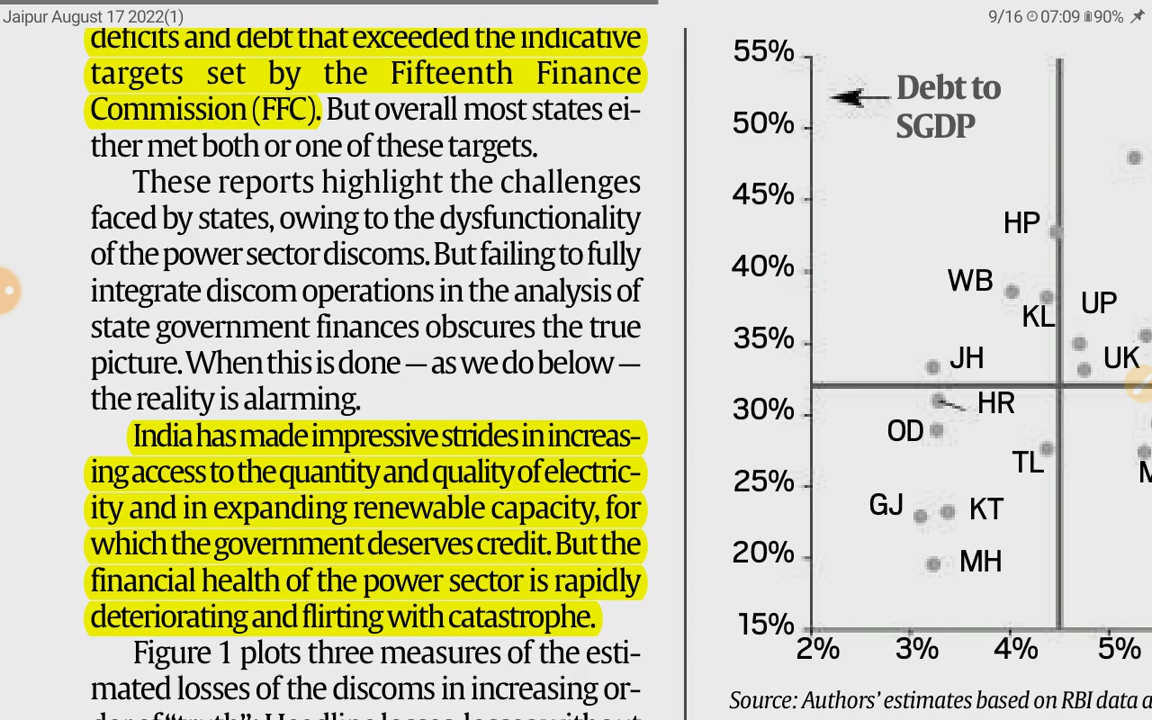 Jaipur August 17 2022(1)
9/16 07:09 90%
deficits and debt that exceeded the indicative
targets set by the Fifteenth Finance
Commission (FFC). But overall most states ei-
ther met both or one of these targets.
These reports highlight the challenges
faced by states, owing to the dysfunctionality
of the power sector discoms. But failing to fully
integrate discom operations in the analysis of
state government finances obscures the true
picture. When this is done — as we do below —
the reality is alarming.
India has made impressive strides in increas-
ing access to the quantity and quality of electric-
ity and in expanding renewable capacity, for
which the government deserves credit. But the
financial health of the power sector is rapidly
deteriorating and flirting with catastrophe.
Figure 1 plots three measures of the esti-
mated losses of the discoms in increasing or-
der of "truth": Headline losses, losses without
55%
Debt to
SGDP
50%
45%
HP
40%
WB
UP
KL
35%
JH
UK
30%
HR
OD
TL
25%
GJ
KT
20%
MH
15%
2% 3% 4% 5%
Source: Authors' estimates based on RBI data